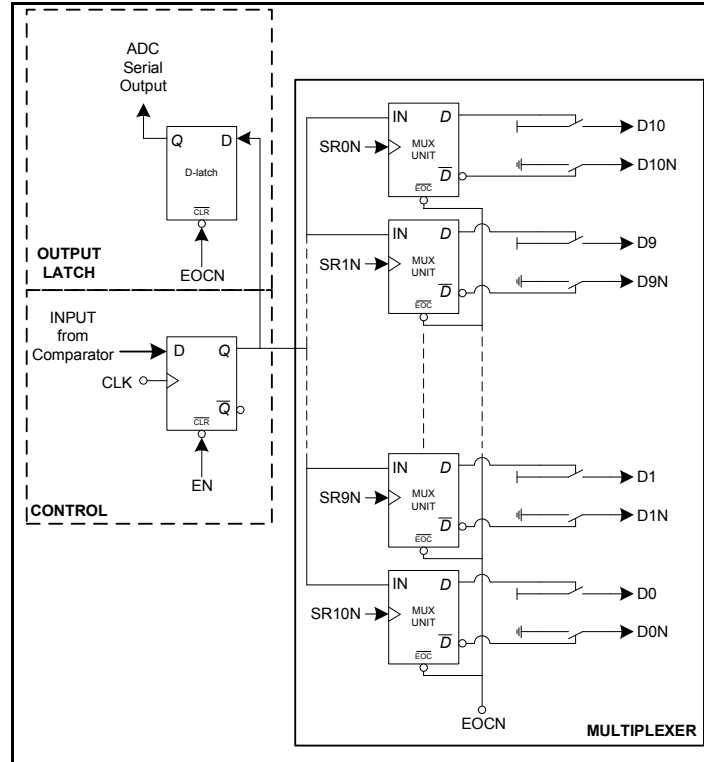 ADC
Serial
Output
Q
D
D-latch
CLR
EOCN
OUTPUT
LATCH
INPUT
from
Comparator
D
Q
CLK
Q
CLR
EN
CONTROL
IN
D
SR0N
MUX
UNIT
D
EOC
D10
D10N
IN
D
SR1N
MUX
UNIT
D
EOC
D9
D9N
IN
D
SR9N
MUX
UNIT
D
EOC
D1
D1N
IN
D
SR10N
MUX
UNIT
D
EOC
D0
D0N
EOCN
MULTIPLEXER